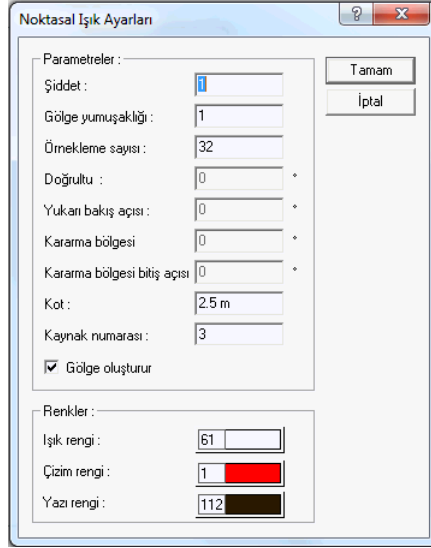 Noktasal Işık Ayarları ? x
Parametreler :
Şiddet : 1
Gölge yumuşaklığı : 1
Örnekleme sayısı : 32
Doğrultu : 0 °
Yukarı bakış açısı : 0 °
Kararma bölgesi 0 °
Kararma bölgesi bitiş açısı 0 °
Kot : 2.5 m
Kaynak numarası : 3
Gölge oluşturur
Tamam
İptal
Renkler :
Işık rengi : 61
Çizim rengi : 1
Yazı rengi : 112